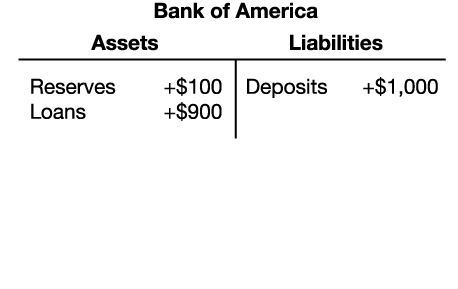 Bank of America
Assets Liabilities
Reserves +$100 Deposits +$1,000
Loans +$900